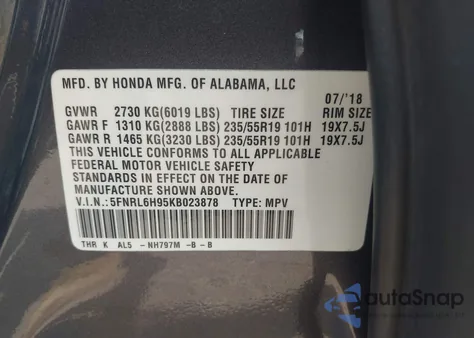 MFD. BY HONDA MFG. OF ALABAMA, LLC
07/'18
GVWR 2730 KG(6019 LBS) TIRE SIZE RIM SIZE
GAWR F 1310 KG(2888 LBS) 235/55R19 101H 19X7.5J
GAWR R 1465 KG(3230 LBS) 235/55R19 101H 19X7.5J
THIS VEHICLE CONFORMS TO ALL APPLICABLE
FEDERAL MOTOR VEHICLE SAFETY
STANDARDS IN EFFECT ON THE DATE OF
MANUFACTURE SHOWN ABOVE.
V.I.N.: 5FNRL6H95KB023878 TYPE: MPV
THR K AL5 - NH797M -B - B
autoSnap